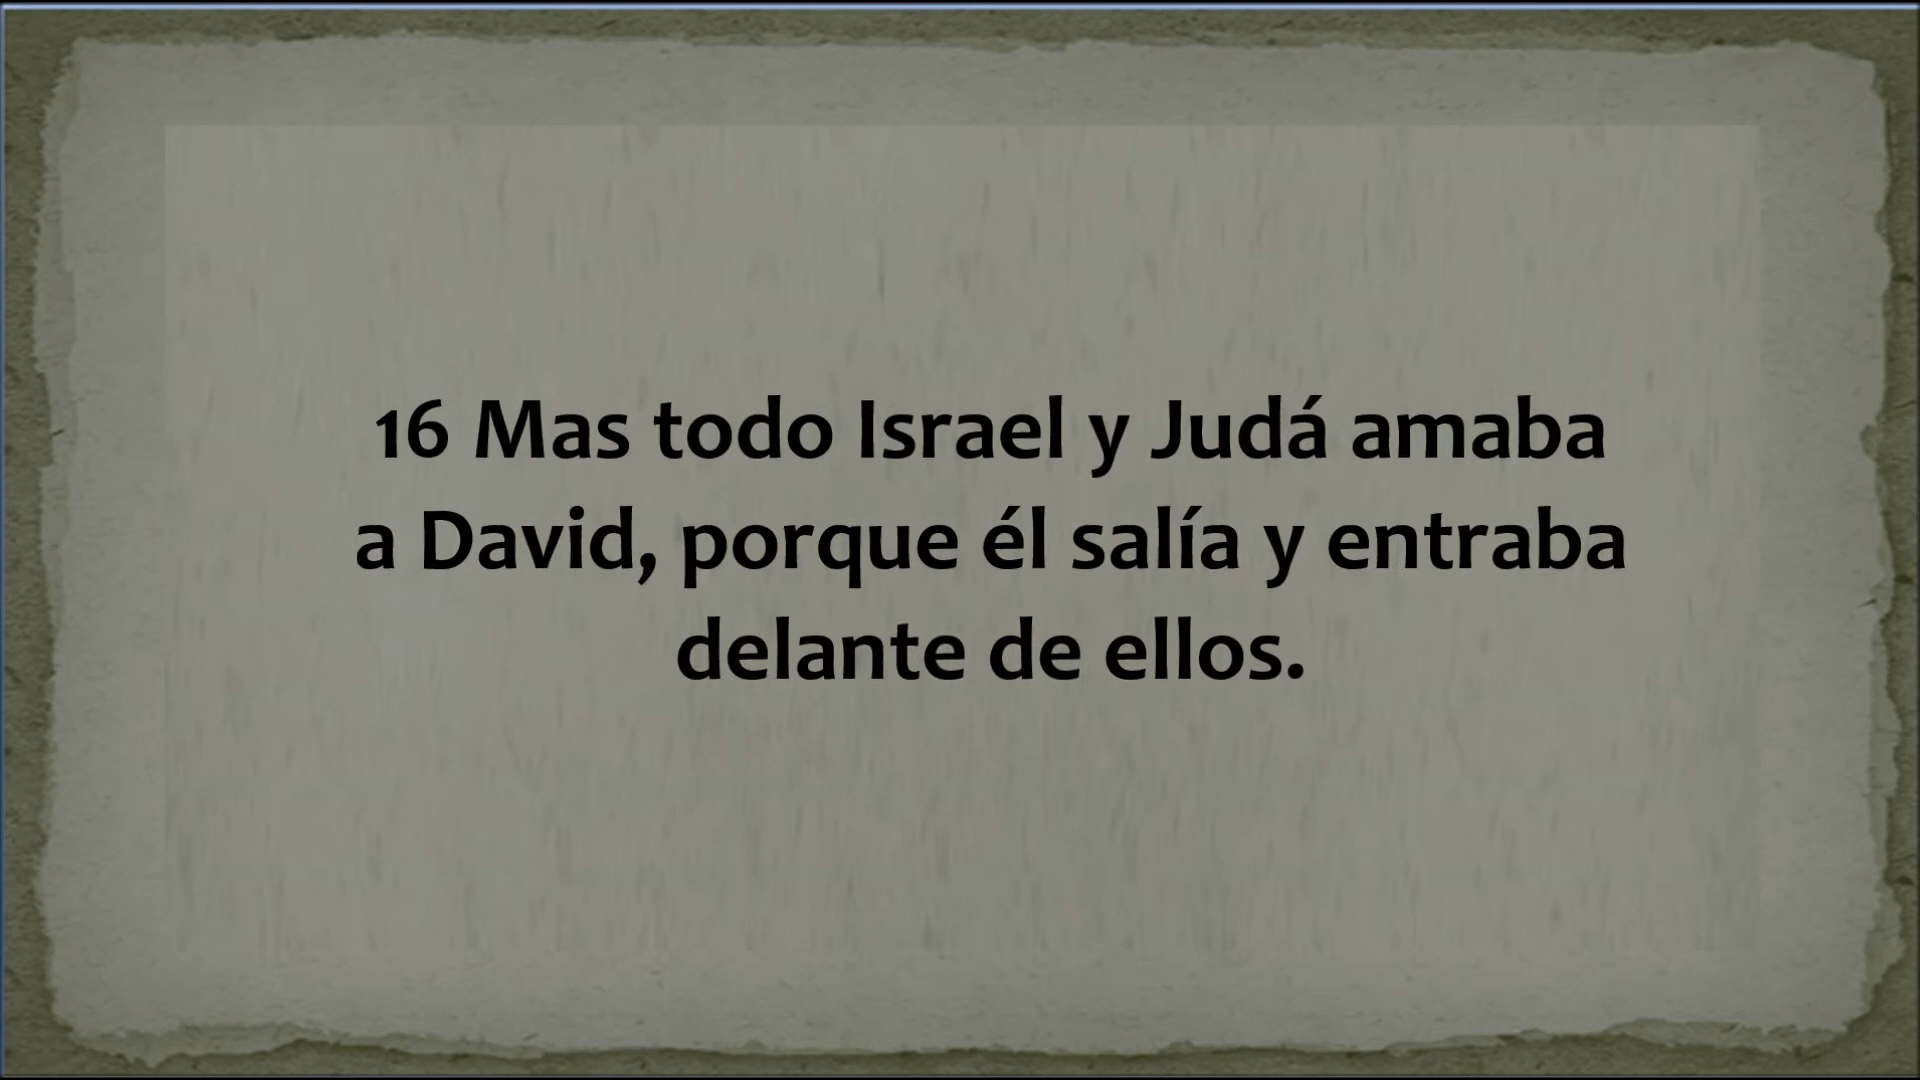 16 Mas todo Israel y Judá amaba
a David, porque él salía y entraba
delante de ellos.